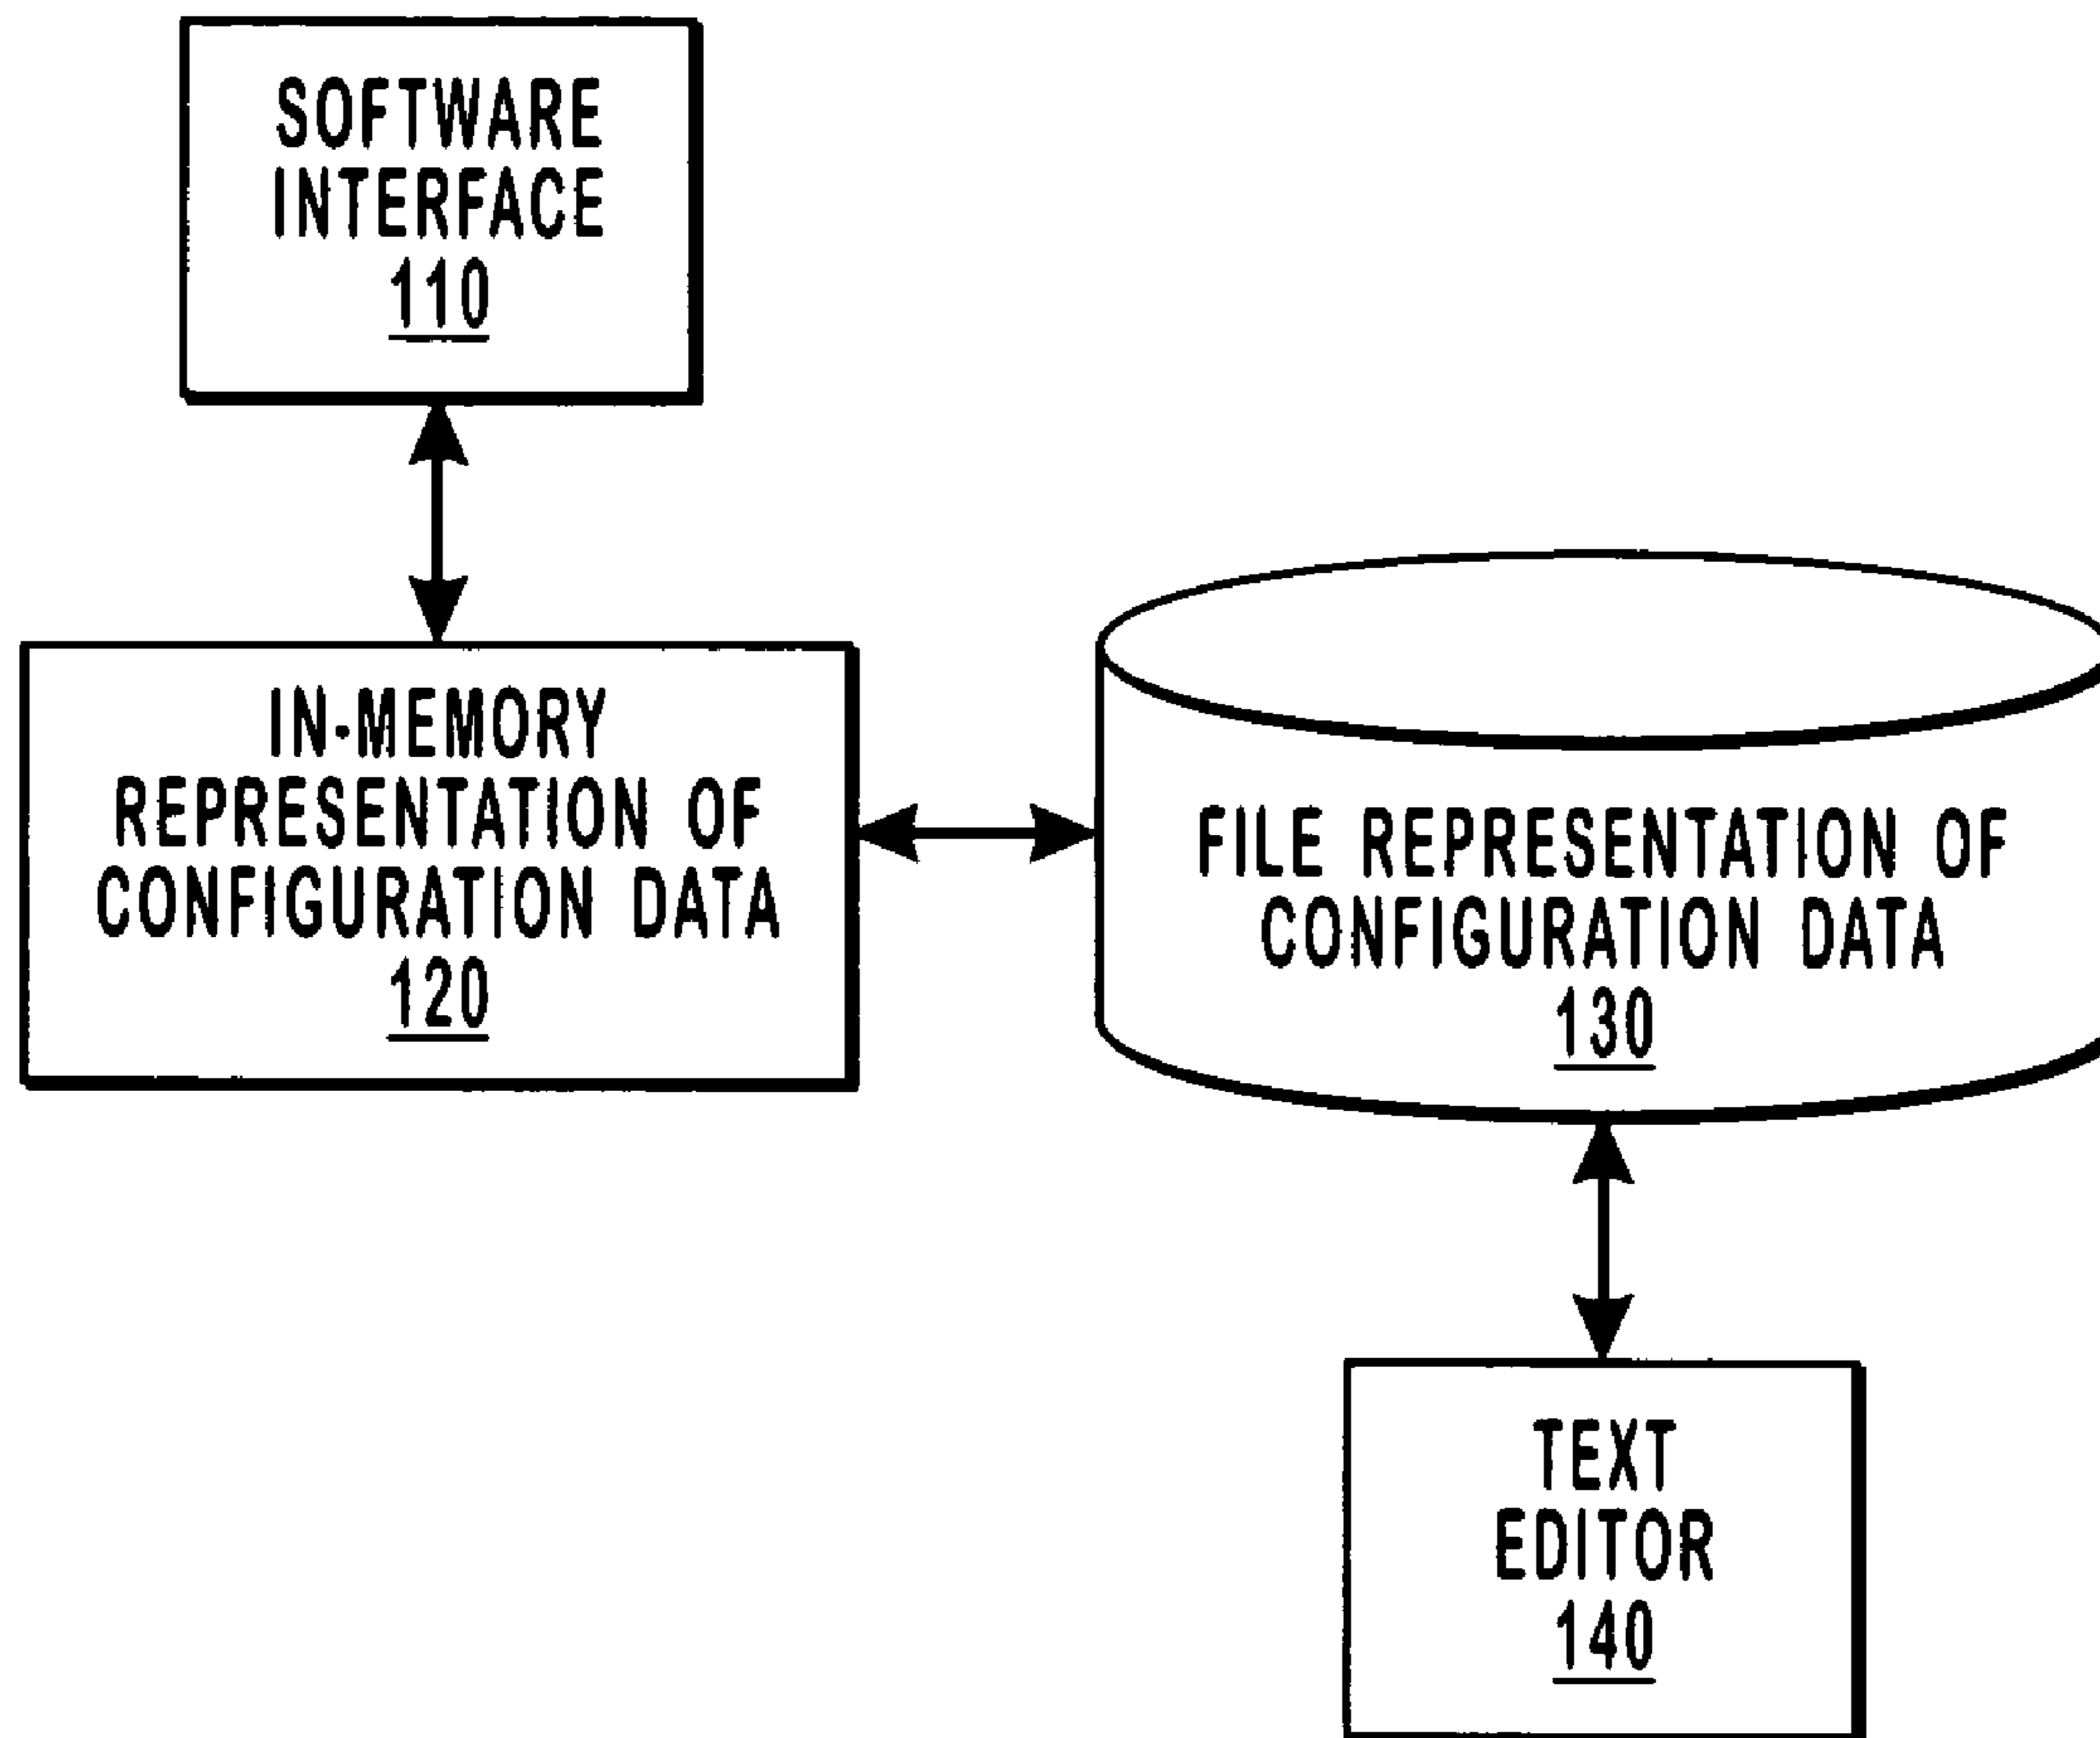 SOFTWARE
INTERFACE
110
IN-MEMORY
REPRESENTATION OF
CONFIGURATION DATA
120
FILE REPRESENTATION OF
CONFIGURATION DATA
130
TEXT
EDITOR
140